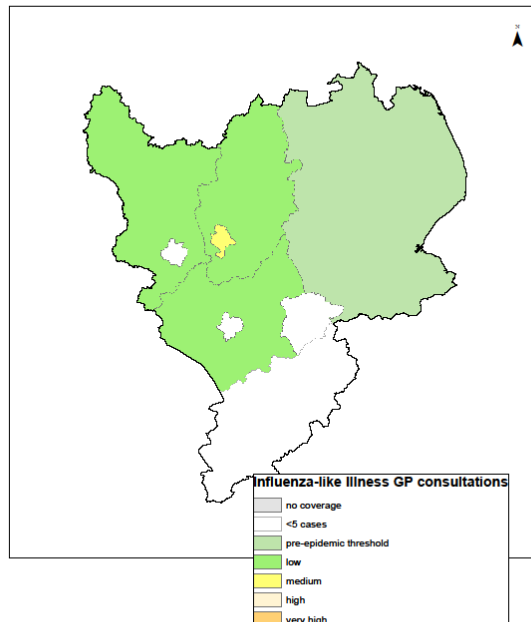 Influenza-like Illness GP consultations
no coverage
<5 cases
pre-epidemic threshold
low
medium
high
very high